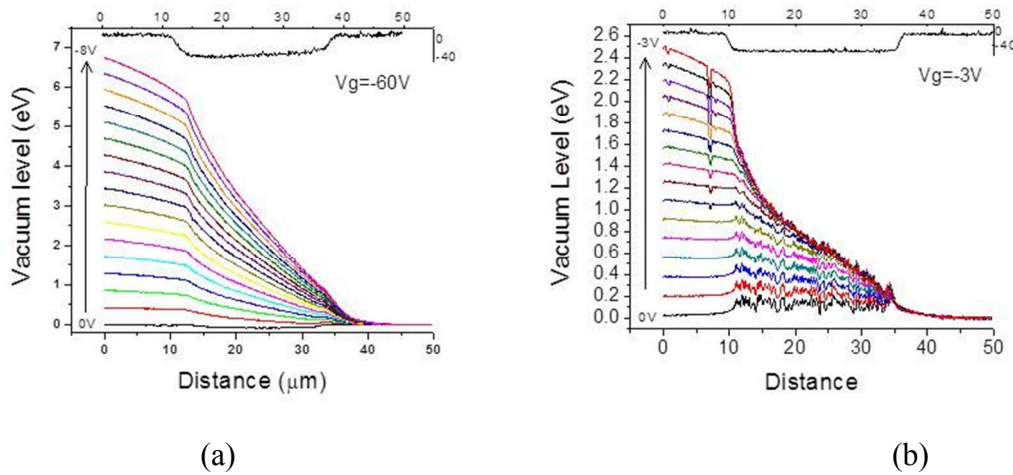 0 10 20 30 40 50
0
-40
7
6
5
4
3
2
1
0
-8V
0V
Vg=-60V
Vacuum level (eV)
0 10 20 30 40 50
Distance (μm)
(a)
0 10 20 30 40 50
0
-40
2.6
2.4
2.2
2.0
1.8
1.6
1.4
1.2
1.0
0.8
0.6
0.4
0.2
0.0
-3V
0V
Vg=-3V
Vacuum Level (eV)
0 10 20 30 40 50
Distance
(b)